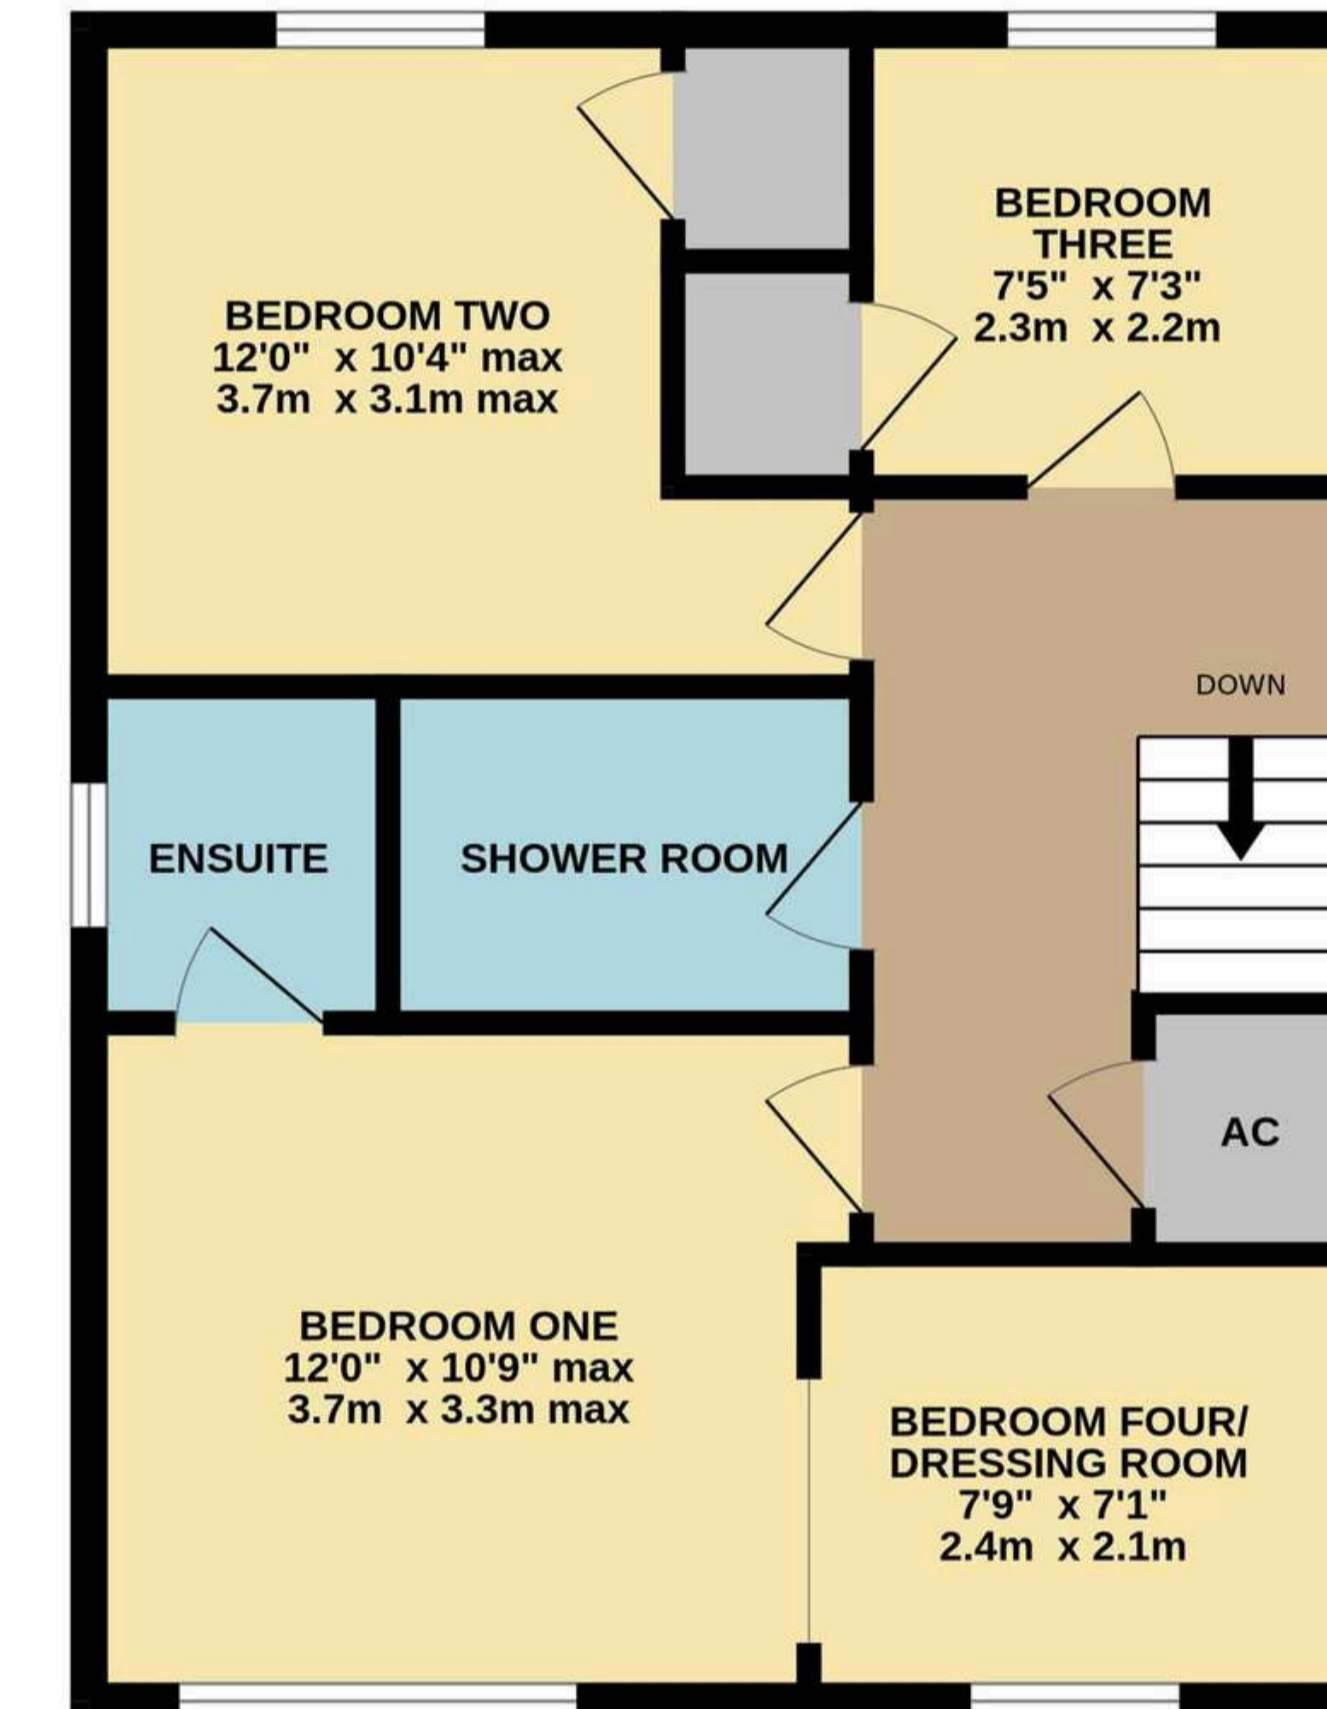 BEDROOM TWO
12'0" x 10'4" max
3.7m x 3.1m max
BEDROOM
THREE
7'5" x 7'3"
2.3m x 2.2m
DOWN
ENSUITE
SHOWER ROOM
AC
BEDROOM ONE
12'0" x 10'9" max
3.7m x 3.3m max
BEDROOM FOUR/
DRESSING ROOM
7'9" x 7'1"
2.4m x 2.1m